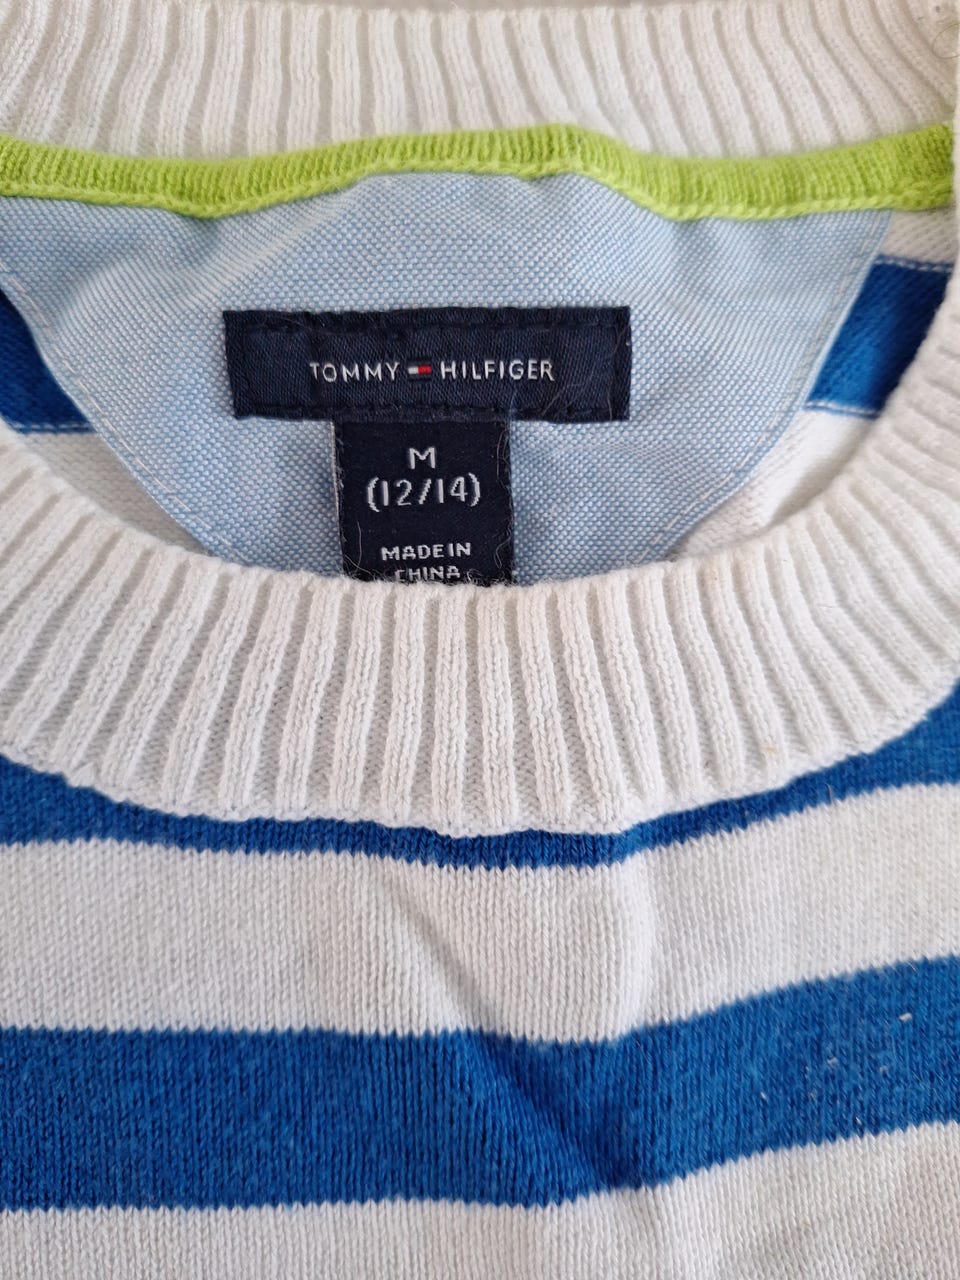 TOMMY HILFIGER
M
(12/14)
MADE IN
CHINA